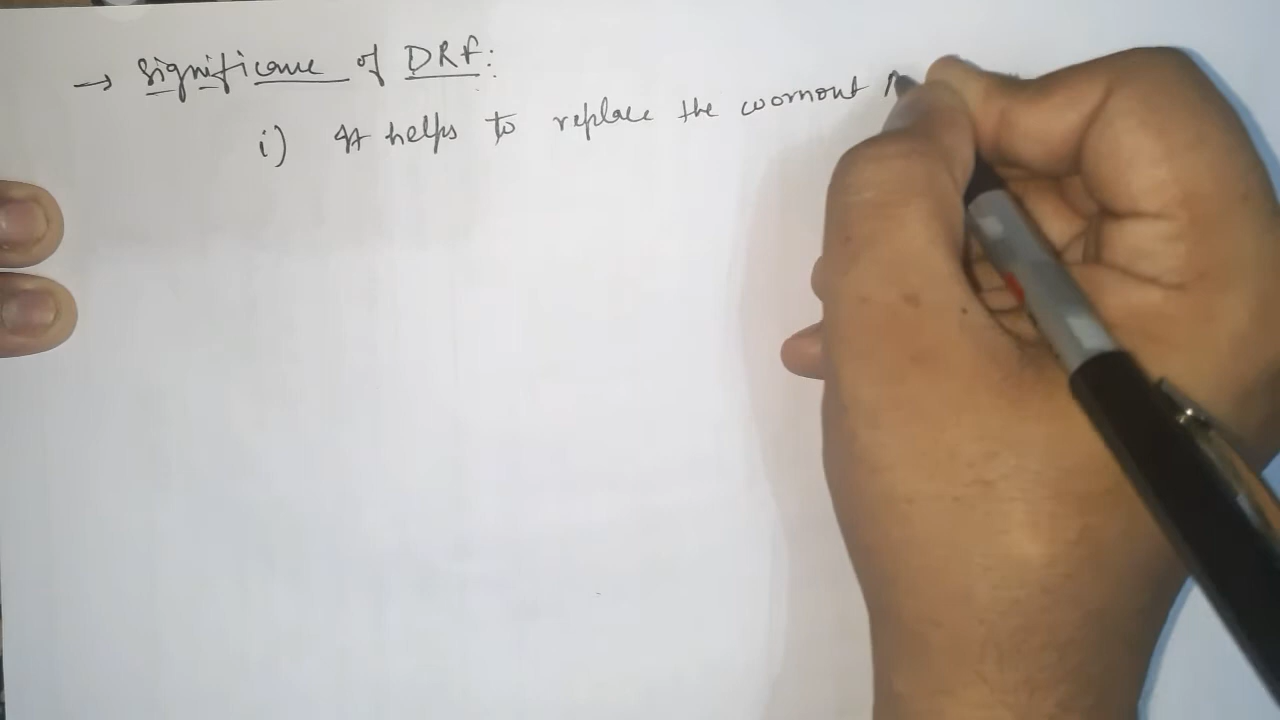 → Significance of DRF:
i) It helps to replace the wornout